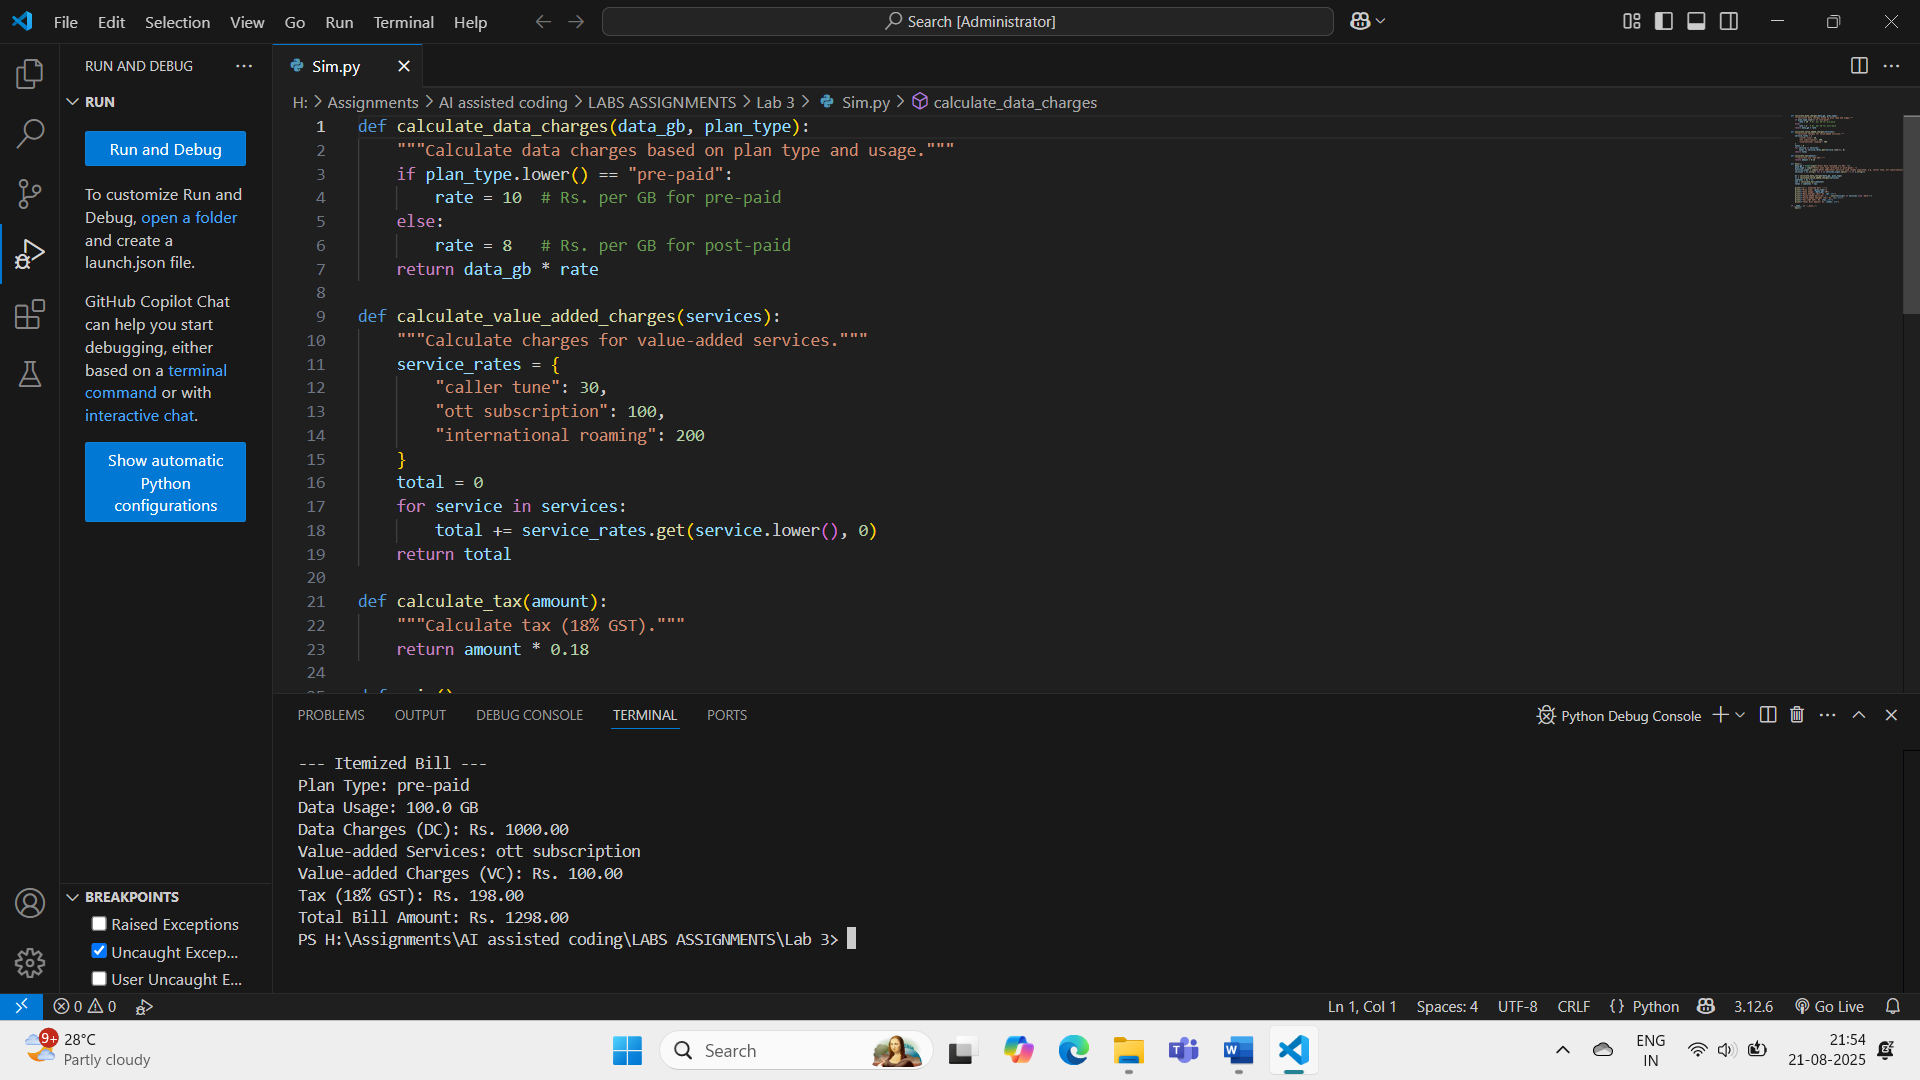 File Edit Selection View Go Run Terminal Help
Search [Administrator]
RUN AND DEBUG
Sim.py
RUN
H: > Assignments > AI assisted coding > LABS ASSIGNMENTS > Lab 3 > Sim.py > calculate_data_charges
Run and Debug
To customize Run and
Debug, open a folder
and create a
launch.json file.
GitHub Copilot Chat
can help you start
debugging, either
based on a terminal
command or with
interactive chat.
Show automatic
Python
configurations
1 def calculate_data_charges(data_gb, plan_type):
2 """Calculate data charges based on plan type and usage."""
3 if plan_type.lower() == "pre-paid":
4 rate = 10 # Rs. per GB for pre-paid
5 else:
6 rate = 8 # Rs. per GB for post-paid
7 return data_gb * rate
8
9 def calculate_value_added_charges(services):
10 """Calculate charges for value-added services."""
11 service_rates = {
12 "caller tune": 30,
13 "ott subscription": 100,
14 "international roaming": 200
15 }
16 total = 0
17 for service in services:
18 total += service_rates.get(service.lower(), 0)
19 return total
20
21 def calculate_tax(amount):
22 """Calculate tax (18% GST)."""
23 return amount * 0.18
24
PROBLEMS OUTPUT DEBUG CONSOLE TERMINAL PORTS
Python Debug Console
--- Itemized Bill ---
Plan Type: pre-paid
Data Usage: 100.0 GB
Data Charges (DC): Rs. 1000.00
Value-added Services: ott subscription
Value-added Charges (VC): Rs. 100.00
Tax (18% GST): Rs. 198.00
Total Bill Amount: Rs. 1298.00
PS H:\Assignments\AI assisted coding\LABS ASSIGNMENTS\Lab 3>
BREAKPOINTS
Raised Exceptions
Uncaught Excep...
User Uncaught E...
0 0
Ln 1, Col 1 Spaces: 4 UTF-8 CRLF {} Python 3.12.6 Go Live
9+
28°C
Partly cloudy
Search
ENG
IN
21:54
21-08-2025